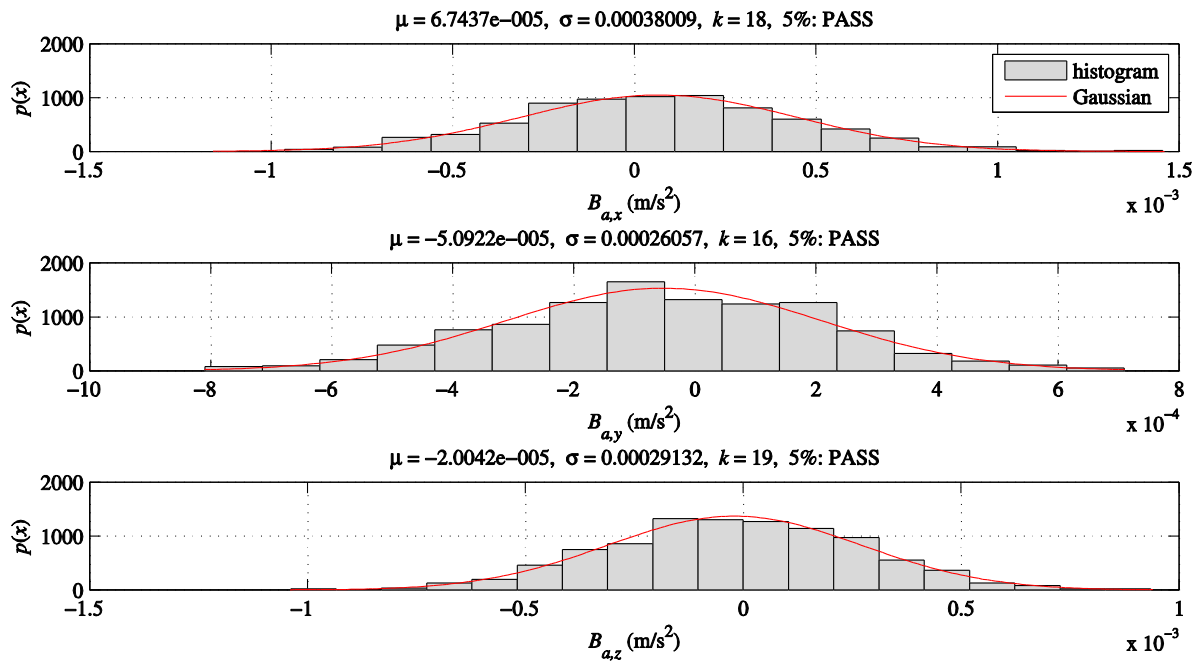 μ = 6.7437e−005, σ = 0.00038009, k = 18, 5%: PASS
2000
1000
0
p(x)
histogram
Gaussian
−1.5 −1 −0.5 0 0.5 1 1.5
B_{a,x} (m/s²)
x 10⁻³
μ = −5.0922e−005, σ = 0.00026057, k = 16, 5%: PASS
2000
1000
0
p(x)
−10 −8 −6 −4 −2 0 2 4 6 8
B_{a,y} (m/s²)
x 10⁻⁴
μ = −2.0042e−005, σ = 0.00029132, k = 19, 5%: PASS
2000
1000
0
p(x)
−1.5 −1 −0.5 0 0.5 1
B_{a,z} (m/s²)
x 10⁻³